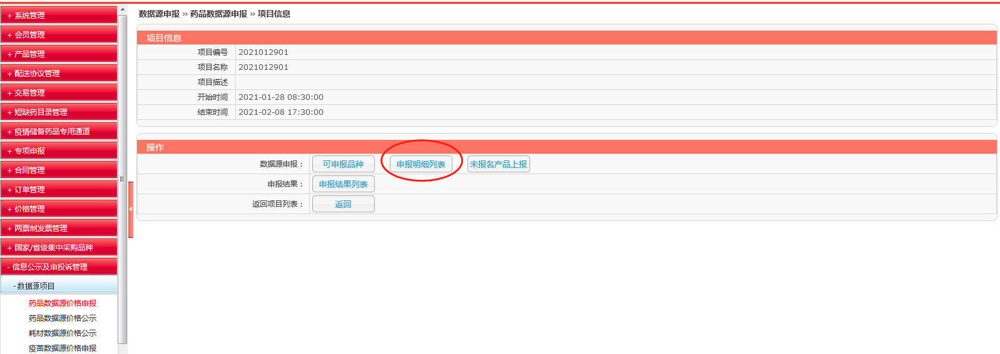 + 系统管理
+ 会员管理
+ 产品管理
+ 配送协议管理
+ 交易管理
+ 短缺药目录管理
+ 疫情储备药品专用通道
+ 专项申报
+ 合同管理
+ 订单管理
+ 价格管理
+ 两票制发票管理
+ 国家/省级集中采购品种
- 信息公示及申投诉管理
- 数据源项目
药品数据源价格申报
药品数据源价格公示
耗材数据源价格公示
疫苗数据源价格申报
数据源申报 » 药品数据源申报 » 项目信息
项目信息
项目编号 2021012901
项目名称 2021012901
项目描述
开始时间 2021-01-28 08:30:00
结束时间 2021-02-08 17:30:00
操作
数据源申报： 可申报品种 申报明细列表 未报名产品上报
申报结果： 申报结果列表
返回项目列表： 返回